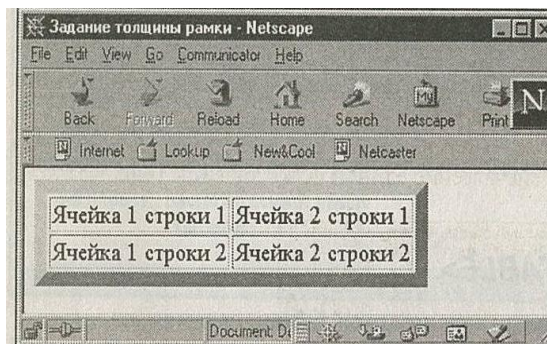 Задание толщины рамки - Netscape
File Edit View Go Communicator Help
Back Forward Reload Home Search Netscape Print
My
N
Internet Lookup New&Cool Netcaster
Ячейка 1 строки 1 Ячейка 2 строки 1
Ячейка 1 строки 2 Ячейка 2 строки 2
Document: D